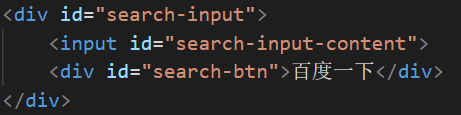 <div id="search-input">
    <input id="search-input-content">
    <div id="search-btn">百度一下</div>
</div>